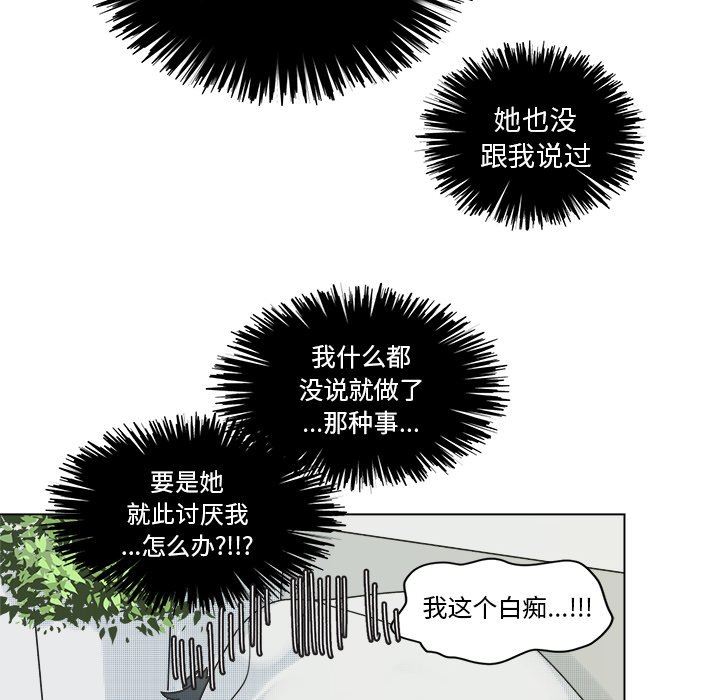 她也没
跟我说过
我什么都
没说就做了
...那种事...
要是她
就此讨厌我
...怎么办?!!?
我这个白痴...!!!